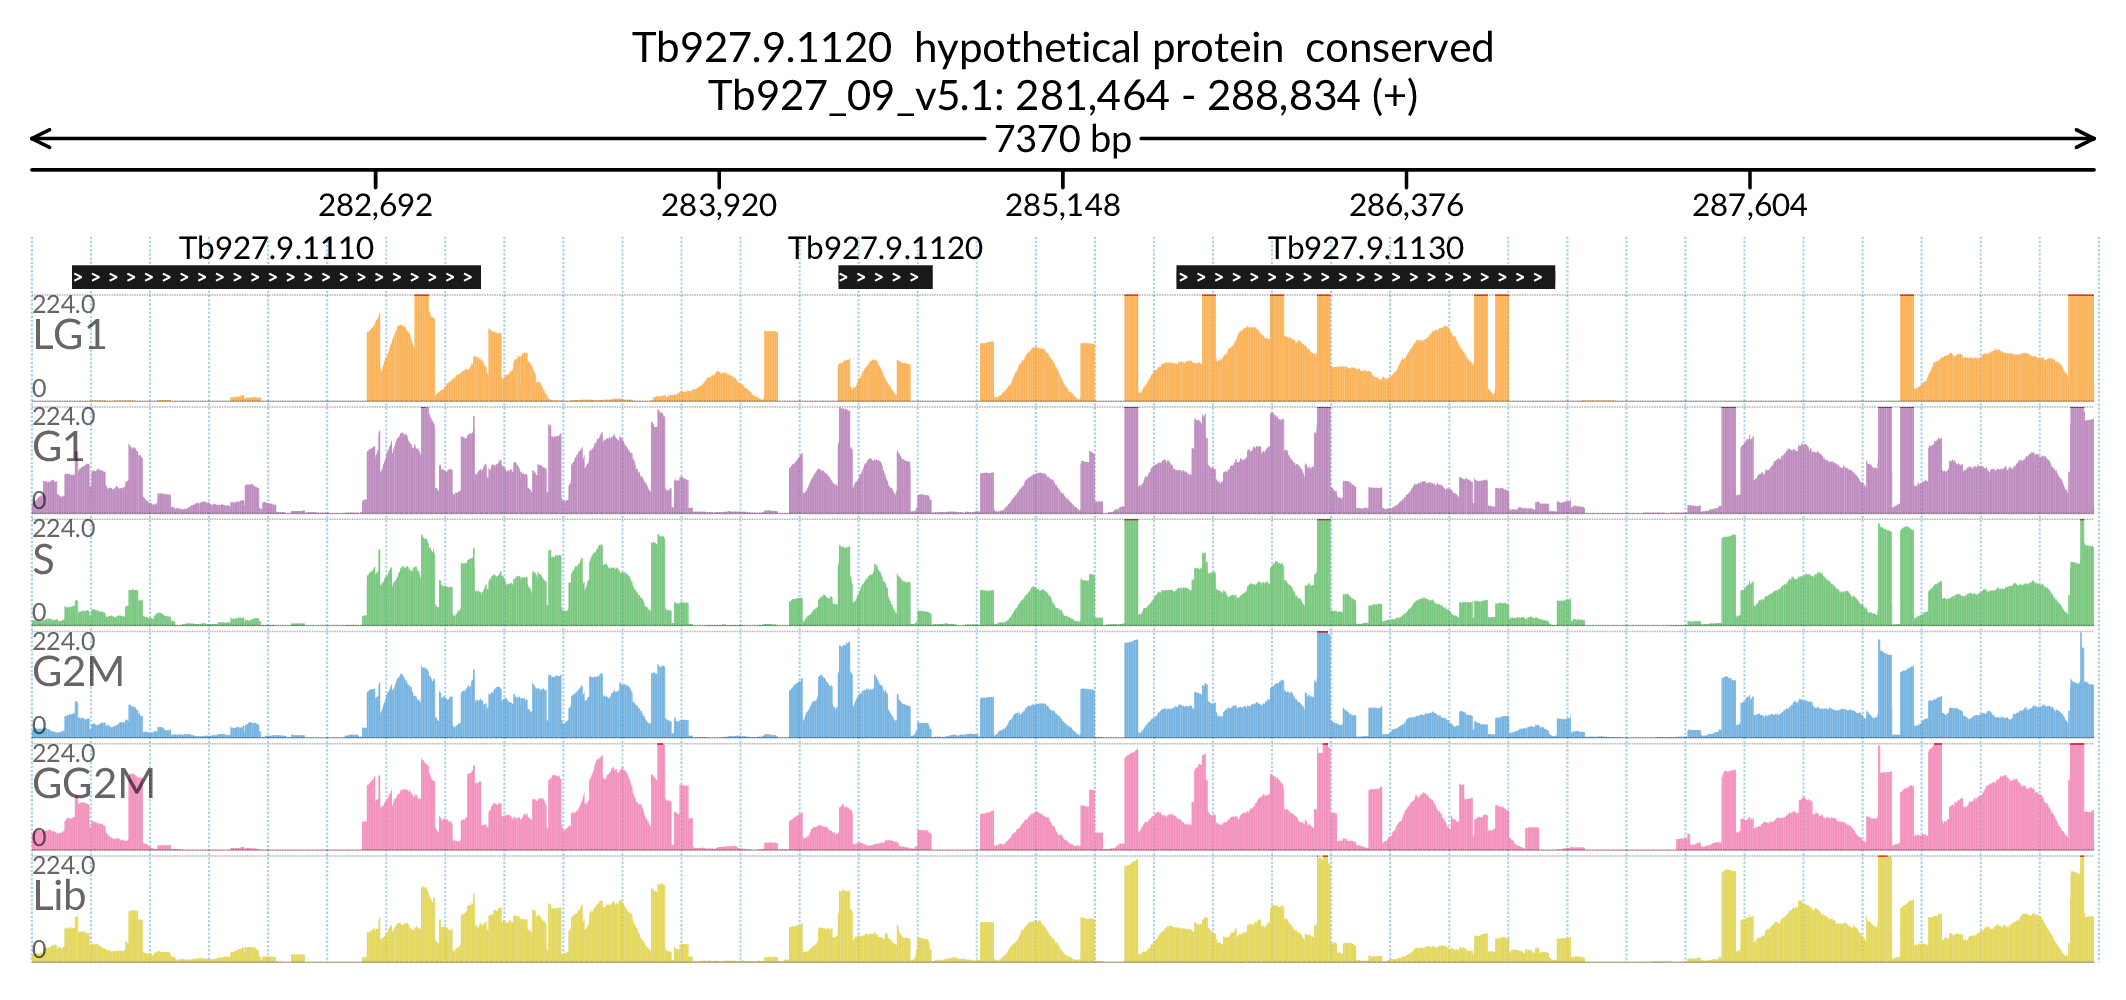 Tb927.9.1120  hypothetical protein  conserved
Tb927_09_v5.1: 281,464 - 288,834 (+)
7370 bp
282,692 283,920 285,148 286,376 287,604
Tb927.9.1110 Tb927.9.1120 Tb927.9.1130
224.0
LG1
0
224.0
G1
0
224.0
S
0
224.0
G2M
0
224.0
GG2M
0
224.0
Lib
0